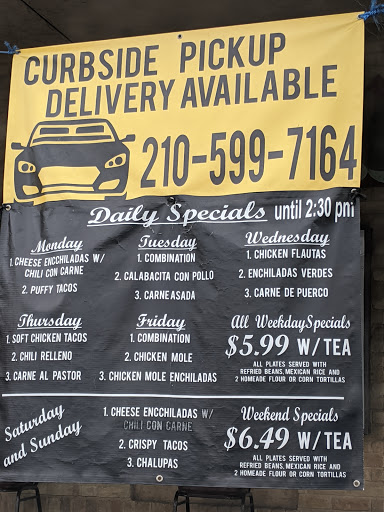 CURBSIDE PICKUP
DELIVERY AVAILABLE
210-599-7164
Daily Specials until 2:30 pm
Monday
1. CHEESE ENCCHILADAS W/
CHILI CON CARNE
2. PUFFY TACOS
Tuesday
1. COMBINATION
2. CALABACITA CON POLLO
3. CARNE ASADA
Wednesday
1. CHICKEN FLAUTAS
2. ENCHILADAS VERDES
3. CARNE DE PUERCO
Thursday
1. SOFT CHICKEN TACOS
2. CHILI RELLENO
3. CARNE AL PASTOR
Friday
1. COMBINATION
2. CHICKEN MOLE
3. CHICKEN MOLE ENCHILADAS
All Weekday Specials
$5.99 W/TEA
ALL PLATES SERVED WITH
REFRIED BEANS, MEXICAN RICE AND
2 HOMEADE FLOUR OR CORN TORTILLAS
Saturday
and Sunday
1. CHEESE ENCCHILADAS W/
CHILI CON CARNE
2. CRISPY TACOS
3. CHALUPAS
Weekend Specials
$6.49 W/TEA
ALL PLATES SERVED WITH
REFRIED BEANS, MEXICAN RICE AND
2 HOMEADE FLOUR OR CORN TORTILLAS